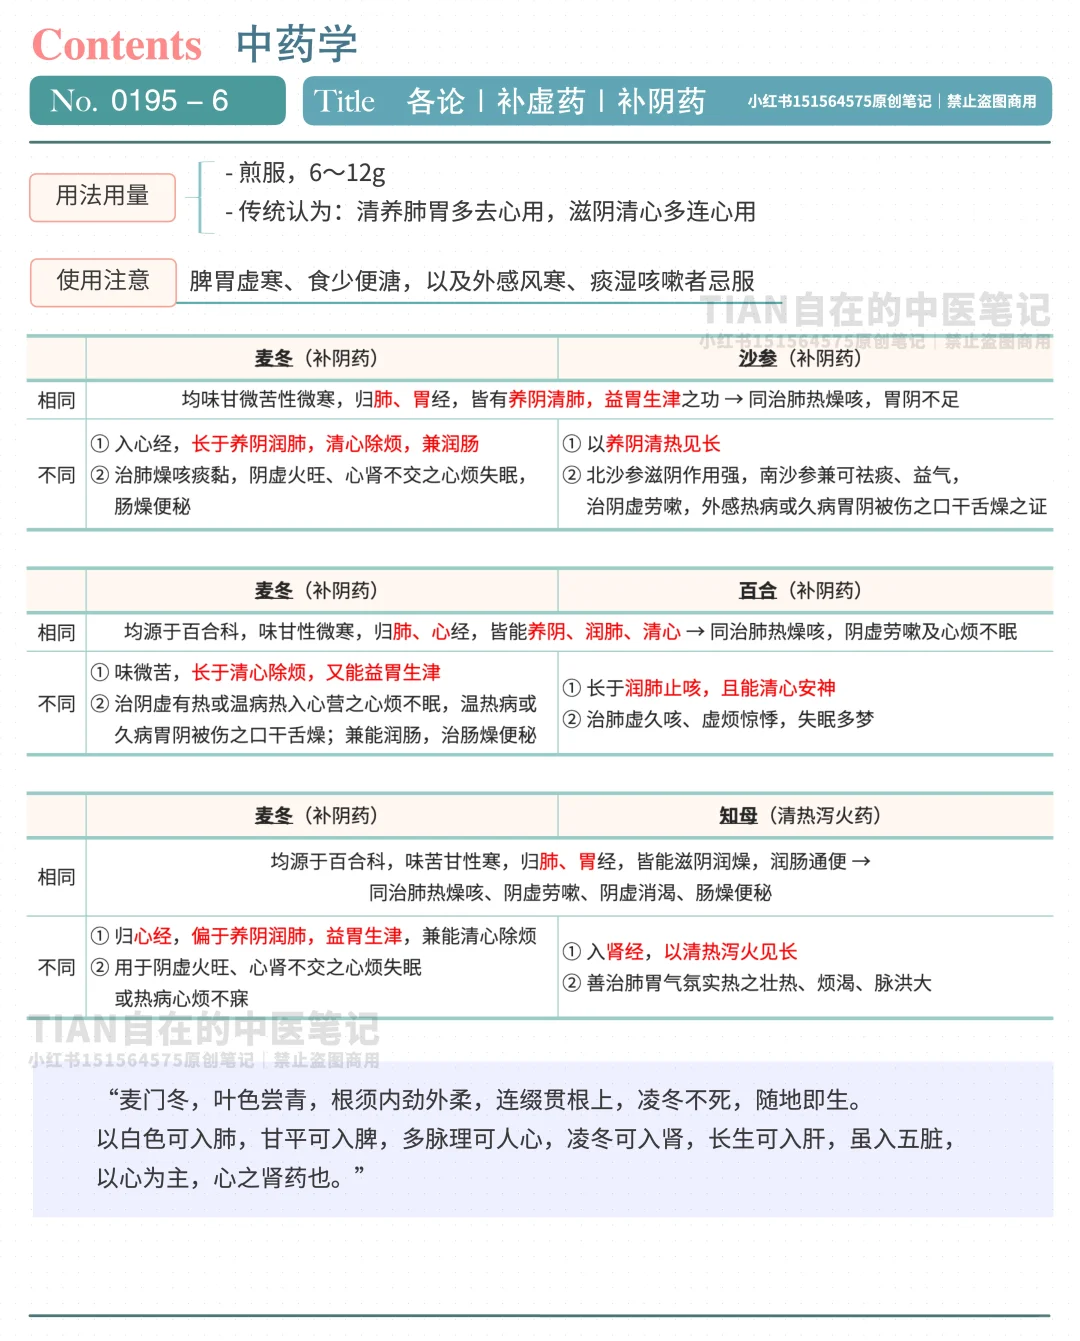 Contents 中药学
No. 0195 – 6
Title 各论丨补虚药丨补阴药 小红书151564575原创笔记｜禁止盗图商用
用法用量
- 煎服，6～12g
- 传统认为：清养肺胃多去心用，滋阴清心多连心用
使用注意 脾胃虚寒、食少便溏，以及外感风寒、痰湿咳嗽者忌服
TIAN自在的中医笔记
小红书151564575原创笔记｜禁止盗图商用
麦冬（补阴药） 沙参（补阴药）
相同 均味甘微苦性微寒，归肺、胃经，皆有养阴清肺，益胃生津之功 → 同治肺热燥咳，胃阴不足
不同
① 入心经，长于养阴润肺，清心除烦，兼润肠
② 治肺燥咳痰黏，阴虚火旺、心肾不交之心烦失眠，
肠燥便秘
① 以养阴清热见长
② 北沙参滋阴作用强，南沙参兼可祛痰、益气，
治阴虚劳嗽，外感热病或久病胃阴被伤之口干舌燥之证
麦冬（补阴药） 百合（补阴药）
相同 均源于百合科，味甘性微寒，归肺、心经，皆能养阴、润肺、清心 → 同治肺热燥咳，阴虚劳嗽及心烦不眠
不同
① 味微苦，长于清心除烦，又能益胃生津
② 治阴虚有热或温病热入心营之心烦不眠，温热病或
久病胃阴被伤之口干舌燥；兼能润肠，治肠燥便秘
① 长于润肺止咳，且能清心安神
② 治肺虚久咳、虚烦惊悸，失眠多梦
麦冬（补阴药） 知母（清热泻火药）
相同
均源于百合科，味苦甘性寒，归肺、胃经，皆能滋阴润燥，润肠通便 →
同治肺热燥咳、阴虚劳嗽、阴虚消渴、肠燥便秘
不同
① 归心经，偏于养阴润肺，益胃生津，兼能清心除烦
② 用于阴虚火旺、心肾不交之心烦失眠
或热病心烦不寐
① 入肾经，以清热泻火见长
② 善治肺胃气氛实热之壮热、烦渴、脉洪大
TIAN自在的中医笔记
小红书151564575原创笔记｜禁止盗图商用
“麦门冬，叶色尝青，根须内劲外柔，连缀贯根上，凌冬不死，随地即生。
以白色可入肺，甘平可入脾，多脉理可人心，凌冬可入肾，长生可入肝，虽入五脏，
以心为主，心之肾药也。”